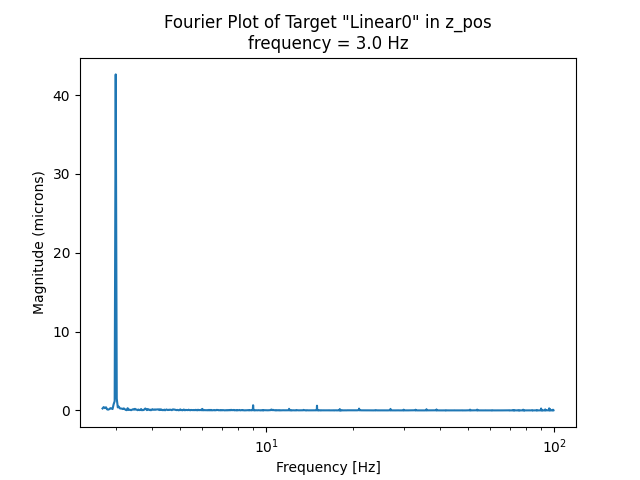 Fourier Plot of Target "Linear0" in z_pos
frequency = 3.0 Hz
40
30
20
10
0
Magnitude (microns)
10¹
10²
Frequency [Hz]